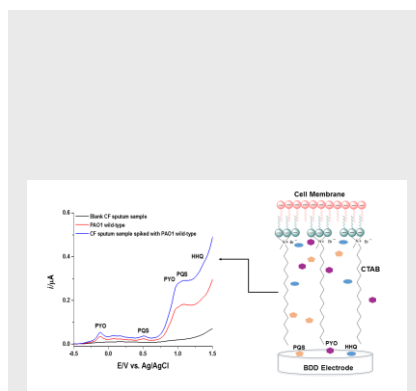 Blank CF sputum sample
PAO1 wild-type
CF sputum sample spiked with PAO1 wild-type
i/µA
0.6
0.4
0.2
0.0
-0.5
0.0
0.5
1.0
1.5
E/V vs. Ag/AgCl
PYO
PQS
PYO
PQS
HHQ
Cell Membrane
CTAB
PQS
PYO
HHQ
BDD Electrode